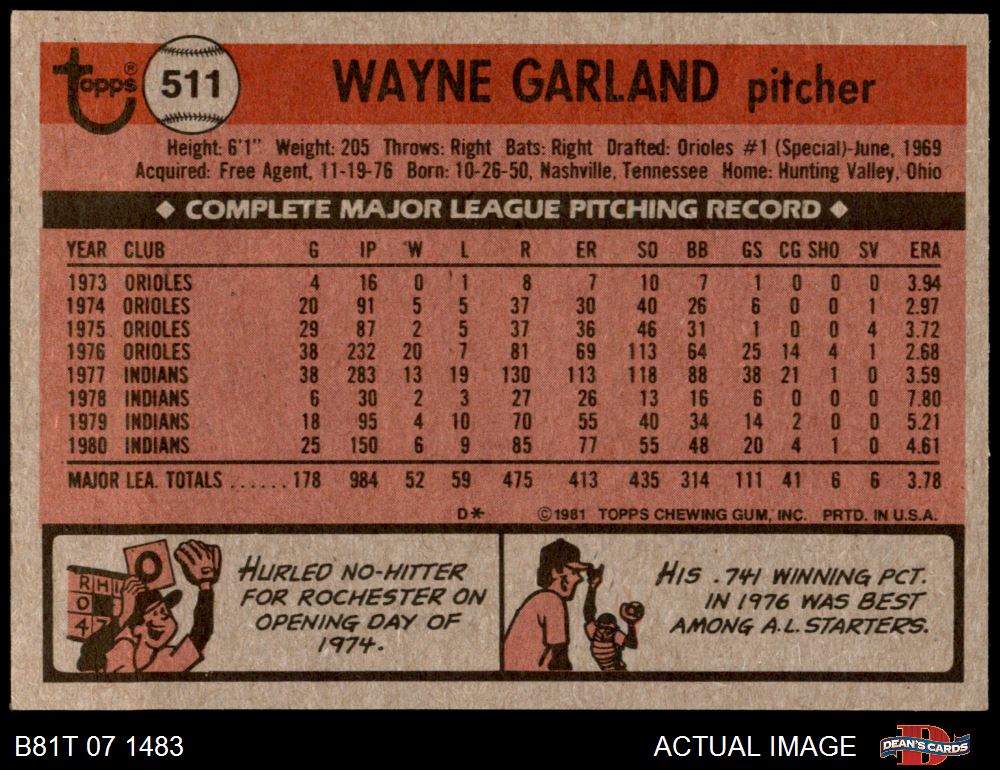 Topps® 511 WAYNE GARLAND pitcher
Height: 6'1" Weight: 205 Throws: Right Bats: Right Drafted: Orioles #1 (Special)-June, 1969
Acquired: Free Agent, 11-19-76 Born: 10-26-50, Nashville, Tennessee Home: Hunting Valley, Ohio
◆ COMPLETE MAJOR LEAGUE PITCHING RECORD ◆
YEAR CLUB G IP W L R ER SO BB GS CG SHO SV ERA
1973 ORIOLES 4 16 0 1 8 7 10 7 1 0 0 0 3.94
1974 ORIOLES 20 91 5 5 37 30 40 26 6 0 0 1 2.97
1975 ORIOLES 29 87 2 5 37 36 46 31 1 0 0 4 3.72
1976 ORIOLES 38 232 20 7 81 69 113 64 25 14 4 1 2.68
1977 INDIANS 38 283 13 19 130 113 118 88 38 21 1 0 3.59
1978 INDIANS 6 30 2 3 27 26 13 16 6 0 0 0 7.80
1979 INDIANS 18 95 4 10 70 55 40 34 14 2 0 0 5.21
1980 INDIANS 25 150 6 9 85 77 55 48 20 4 1 0 4.61
MAJOR LEA. TOTALS ...... 178 984 52 59 475 413 435 314 111 41 6 6 3.78
D* ©1981 TOPPS CHEWING GUM, INC. PRTD. IN U.S.A.
R H
0 0
4 7
HURLED NO-HITTER
FOR ROCHESTER ON
OPENING DAY OF
1974.
HIS .741 WINNING PCT.
IN 1976 WAS BEST
AMONG A.L. STARTERS.
B81T 07 1483 ACTUAL IMAGE D DEAN'S CARDS